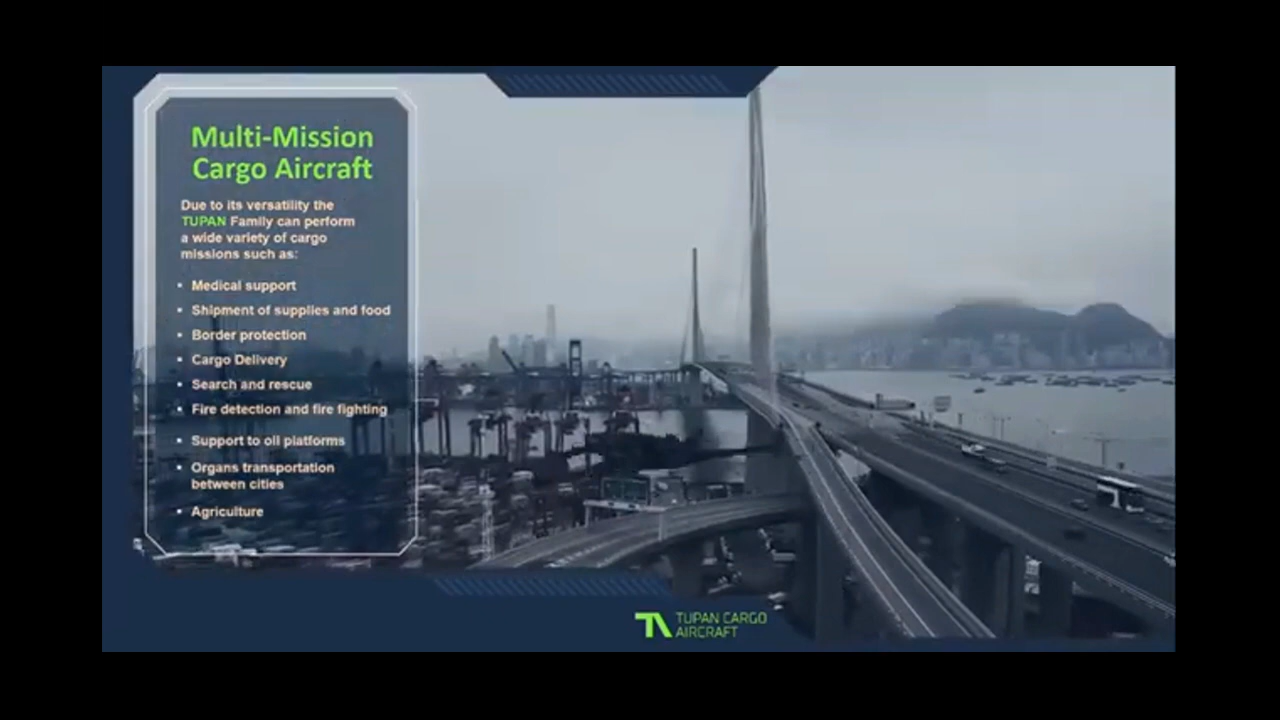 Multi-Mission
Cargo Aircraft
Due to its versatility the
TUPAN Family can perform
a wide variety of cargo
missions such as:
▪ Medical support
▪ Shipment of supplies and food
▪ Border protection
▪ Cargo Delivery
▪ Search and rescue
▪ Fire detection and fire fighting
▪ Support to oil platforms
▪ Organs transportation
between cities
▪ Agriculture
TUPAN CARGO
AIRCRAFT